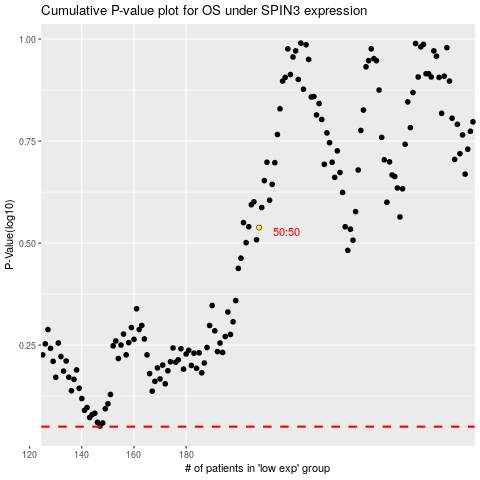 Cumulative P-value plot for OS under SPIN3 expression
1.00
0.75
0.50
0.25
P-Value(log10)
50:50
120 140 160 180
# of patients in 'low exp' group